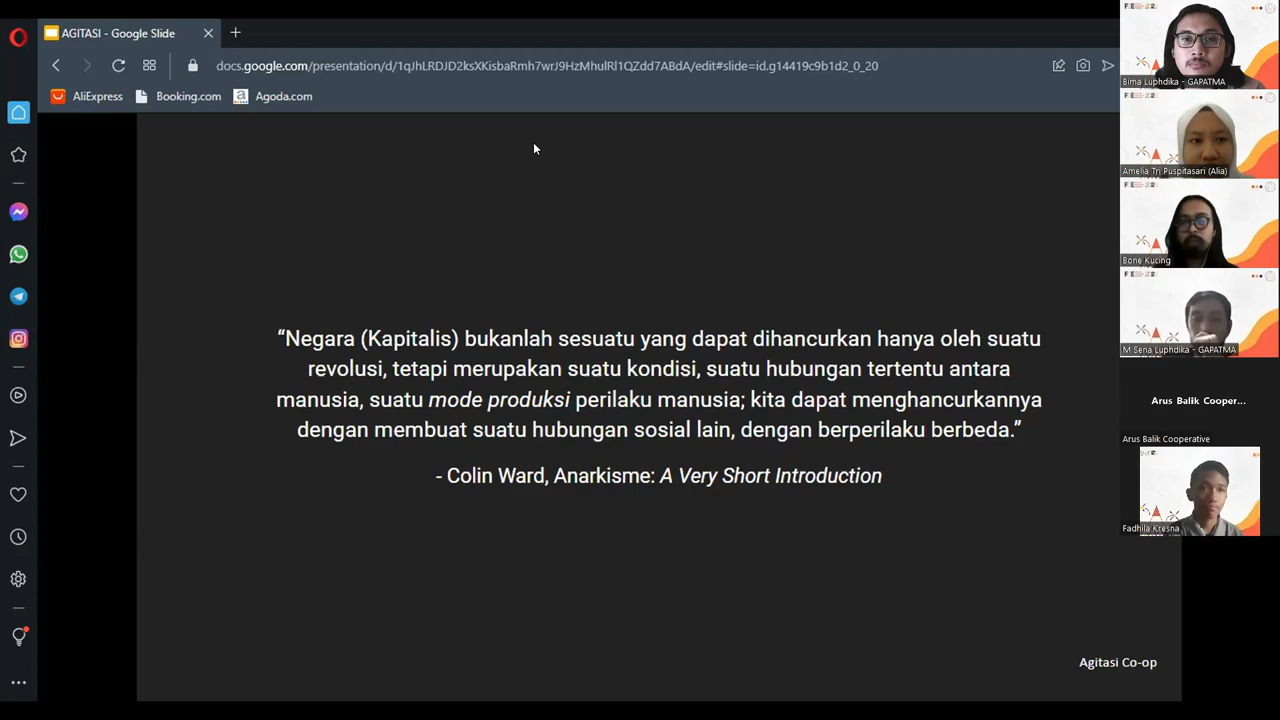 AGITASI - Google Slide
docs.google.com/presentation/d/1qJhLRDJD2ksXkzwRmh7wrJ9HzMhulRl1QZdd7ABdA/edit#slide=id.g14419c9b1d2_0_20
AliExpress
Booking.com
Agoda.com
“Negara (Kapitalis) bukanlah sesuatu yang dapat dihancurkan hanya oleh suatu
revolusi, tetapi merupakan suatu kondisi, suatu hubungan tertentu antara
manusia, suatu mode produksi perilaku manusia; kita dapat menghancurkannya
dengan membuat suatu hubungan sosial lain, dengan berperilaku berbeda.”
- Colin Ward, Anarkisme: A Very Short Introduction
Agitasi Co-op
Bima Luphdika - GAPATMA
Amelia Tri Puspitasari (Alia)
Bone Kucing
M Sena Luphdika - GAPATMA
Arus Balik Cooper...
Arus Balik Cooperative
Fadhila Kresna